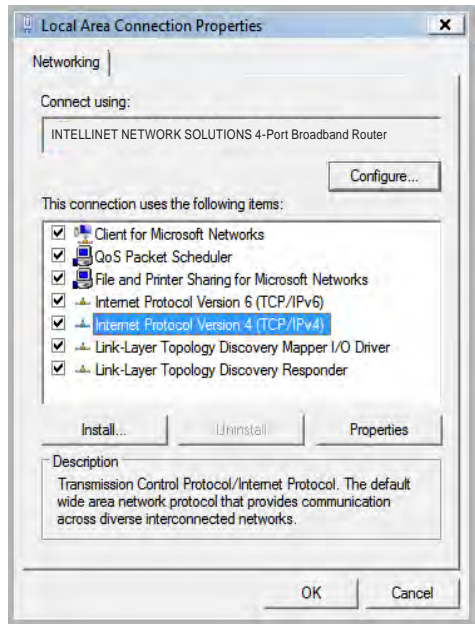 Local Area Connection Properties
Networking
Connect using:
INTELLINET NETWORK SOLUTIONS 4-Port Broadband Router
Configure...
This connection uses the following items:
Client for Microsoft Networks
QoS Packet Scheduler
File and Printer Sharing for Microsoft Networks
Internet Protocol Version 6 (TCP/IPv6)
Internet Protocol Version 4 (TCP/IPv4)
Link-Layer Topology Discovery Mapper I/O Driver
Link-Layer Topology Discovery Responder
Install... Uninstall Properties
Description
Transmission Control Protocol/Internet Protocol. The default
wide area network protocol that provides communication
across diverse interconnected networks.
OK Cancel